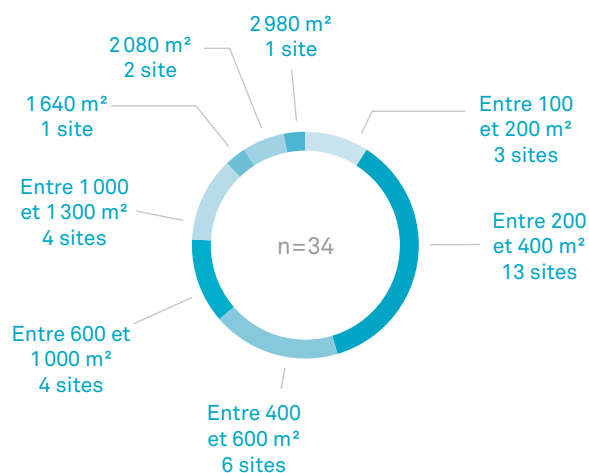 2 980 m²
1 site
2 080 m²
2 site
1 640 m²
1 site
Entre 100
et 200 m²
3 sites
Entre 1 000
et 1 300 m²
4 sites
Entre 200
et 400 m²
13 sites
n=34
Entre 600 et
1 000 m²
4 sites
Entre 400
et 600 m²
6 sites